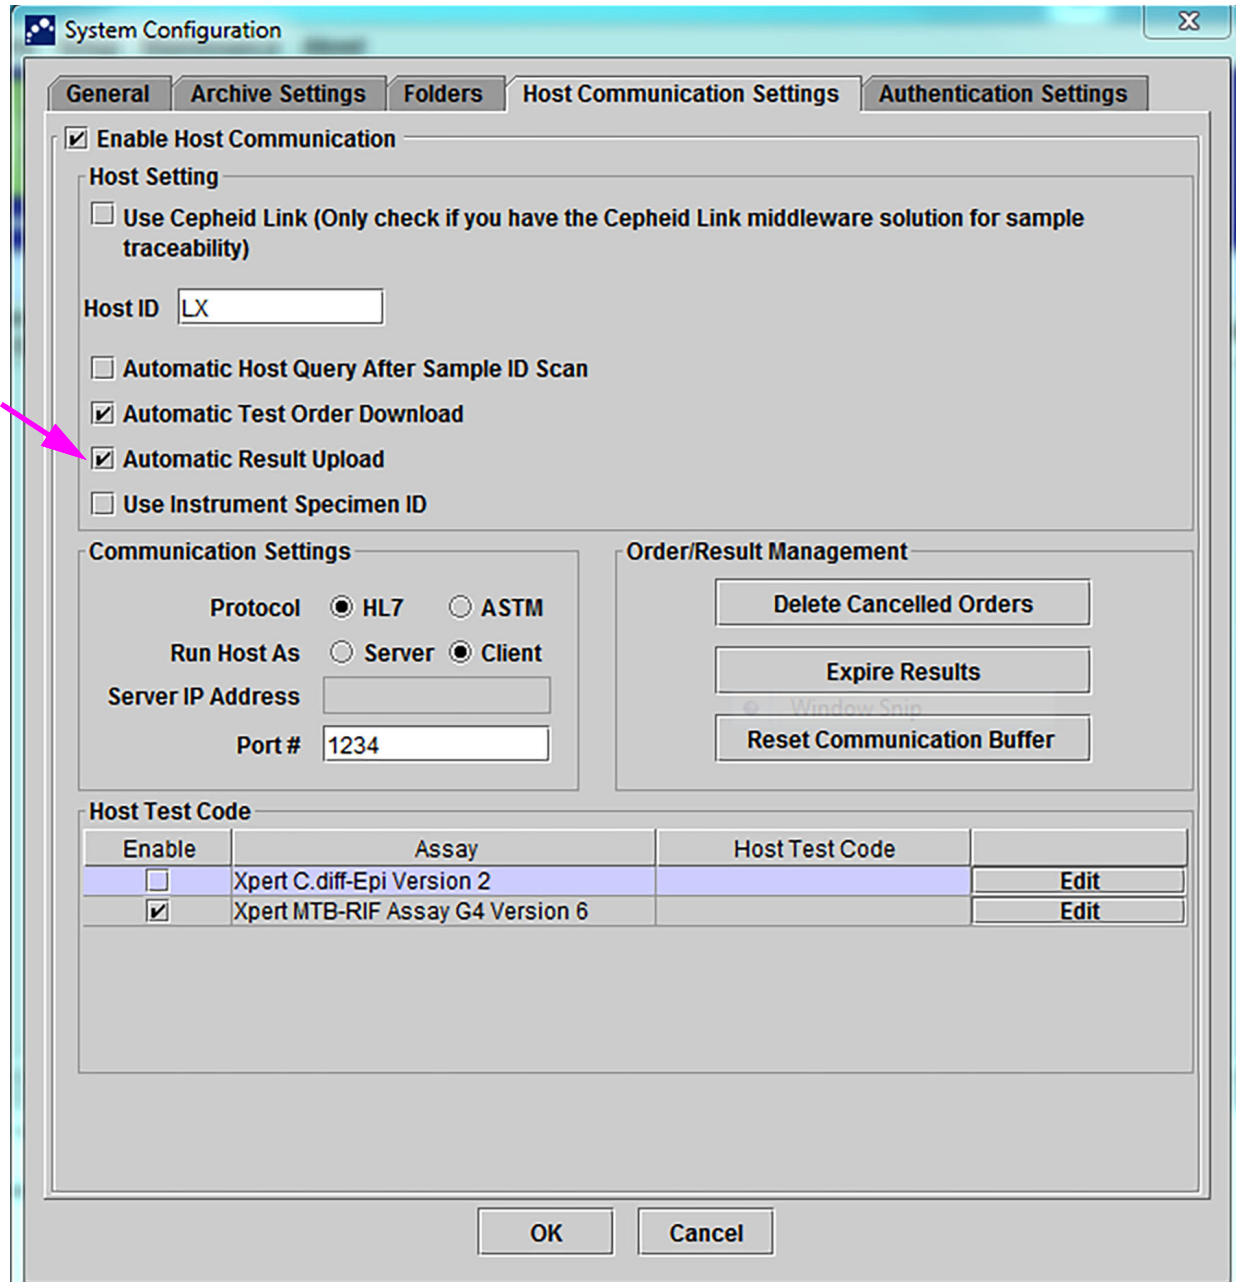 System Configuration
General Archive Settings Folders Host Communication Settings Authentication Settings
Enable Host Communication
Host Setting
Use Cepheid Link (Only check if you have the Cepheid Link middleware solution for sample
traceability)
Host ID LX
Automatic Host Query After Sample ID Scan
Automatic Test Order Download
Automatic Result Upload
Use Instrument Specimen ID
Communication Settings
Protocol HL7 ASTM
Run Host As Server Client
Server IP Address
Port # 1234
Order/Result Management
Delete Cancelled Orders
Expire Results
Window Snip
Reset Communication Buffer
Host Test Code
Enable Assay Host Test Code
Xpert C.diff-Epi Version 2 Edit
Xpert MTB-RIF Assay G4 Version 6 Edit
OK Cancel